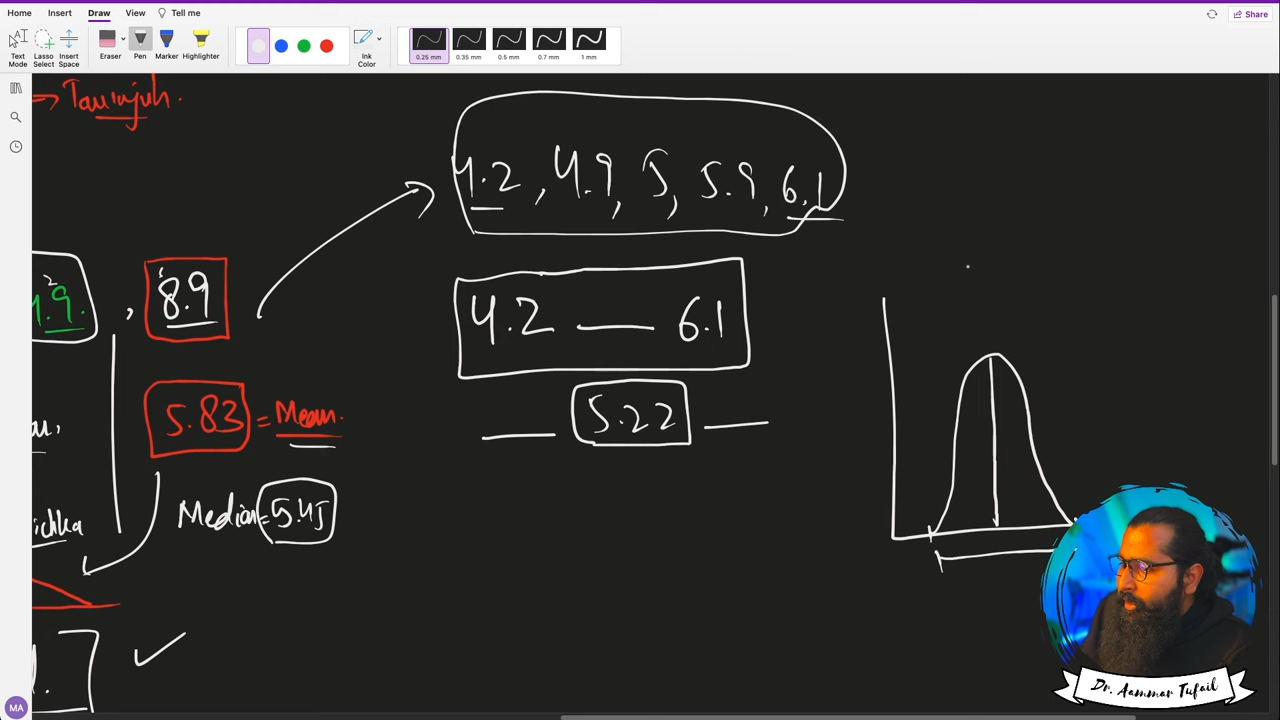 Home Insert Draw View Tell me Share
Text Mode Lasso Select Insert Space Eraser Pen Marker Highlighter Ink Color 0.25 mm 0.35 mm 0.5 mm 0.7 mm 1 mm
4.2, 4.9, 5, 5.9, 6.1
, 8.9
4.2 — 6.1
5.83 = Mean.
5.22
Median = 5.45
MA
Dr. Aammar Tufail